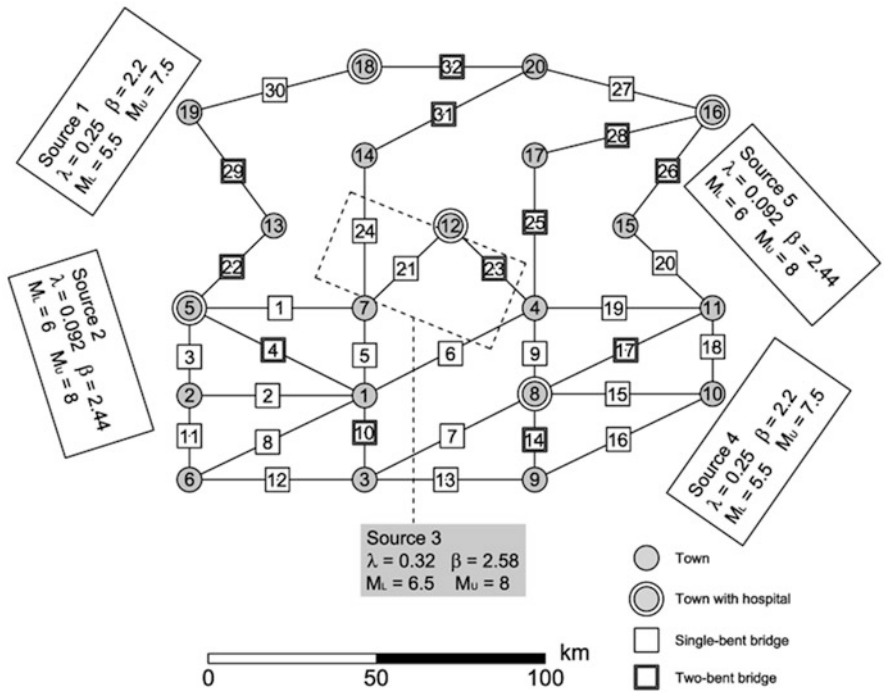 18
32
20
30
27
19
31
16
28
14
17
29
26
12
13
24
25
15
21
23
22
20
5
1
7
4
19
11
4
3
5
6
9
17
18
2
2
1
8
15
10
11
8
10
7
14
16
6
12
3
13
9
Source 1
λ = 0.25 β = 2.2
ML = 5.5 MU = 7.5
Source 2
λ = 0.092 β = 2.44
ML = 6 MU = 8
Source 5
λ = 0.092 β = 2.44
ML = 6 MU = 8
Source 4
λ = 0.25 β = 2.2
ML = 5.5 MU = 7.5
Source 3
λ = 0.32 β = 2.58
ML = 6.5 MU = 8
Town
Town with hospital
Single-bent bridge
Two-bent bridge
km
0 50 100